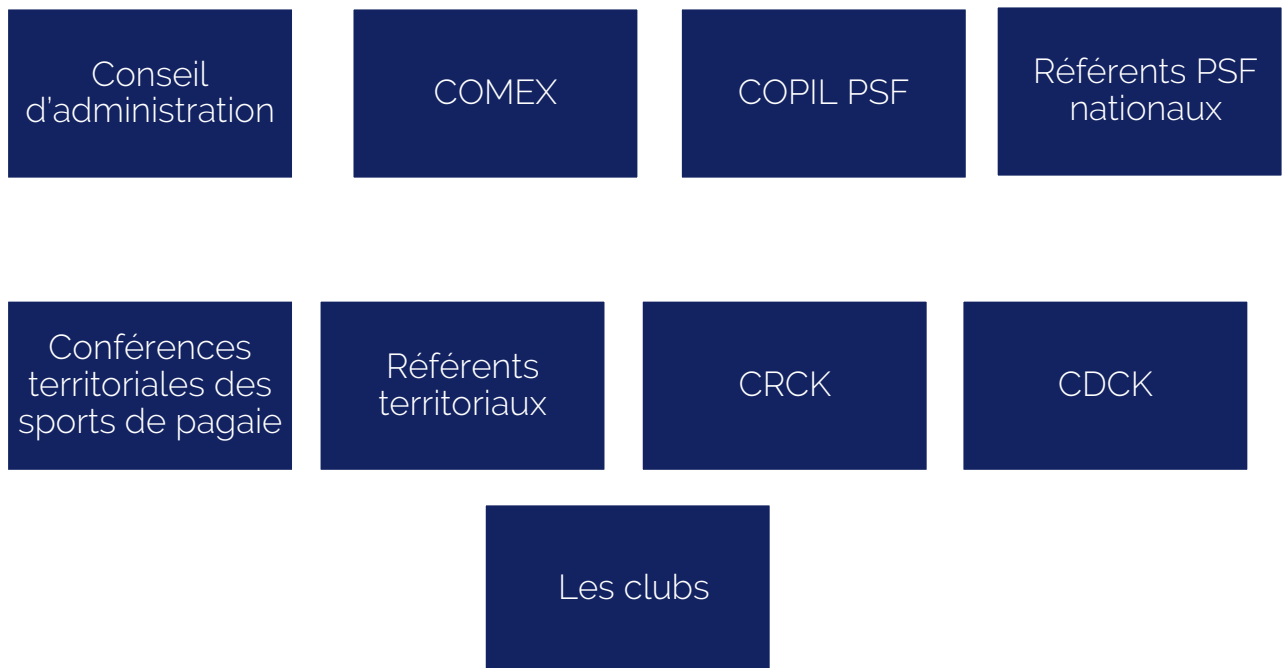 Conseil
d'administration
COMEX
COPIL PSF
Référents PSF
nationaux
Conférences
territoriales des
sports de pagaie
Référents
territoriaux
CRCK
CDCK
Les clubs